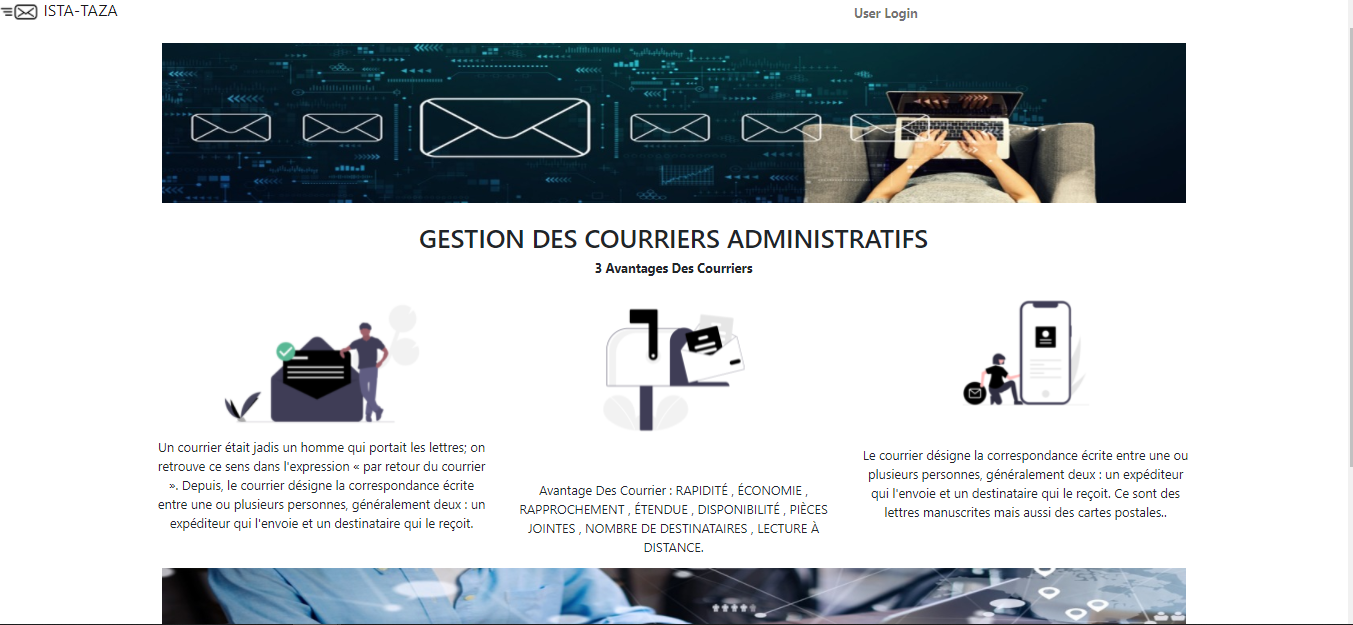 ISTA-TAZA
User Login
GESTION DES COURRIERS ADMINISTRATIFS
3 Avantages Des Courriers
Un courrier était jadis un homme qui portait les lettres; on
retrouve ce sens dans l'expression « par retour du courrier
». Depuis, le courrier désigne la correspondance écrite
entre une ou plusieurs personnes, généralement deux : un
expéditeur qui l'envoie et un destinataire qui le reçoit.
Avantage Des Courrier : RAPIDITÉ , ÉCONOMIE ,
RAPPROCHEMENT , ÉTENDUE , DISPONIBILITÉ , PIÈCES
JOINTES , NOMBRE DE DESTINATAIRES , LECTURE À
DISTANCE.
Le courrier désigne la correspondance écrite entre une ou
plusieurs personnes, généralement deux : un expéditeur
qui l'envoie et un destinataire qui le reçoit. Ce sont des
lettres manuscrites mais aussi des cartes postales..